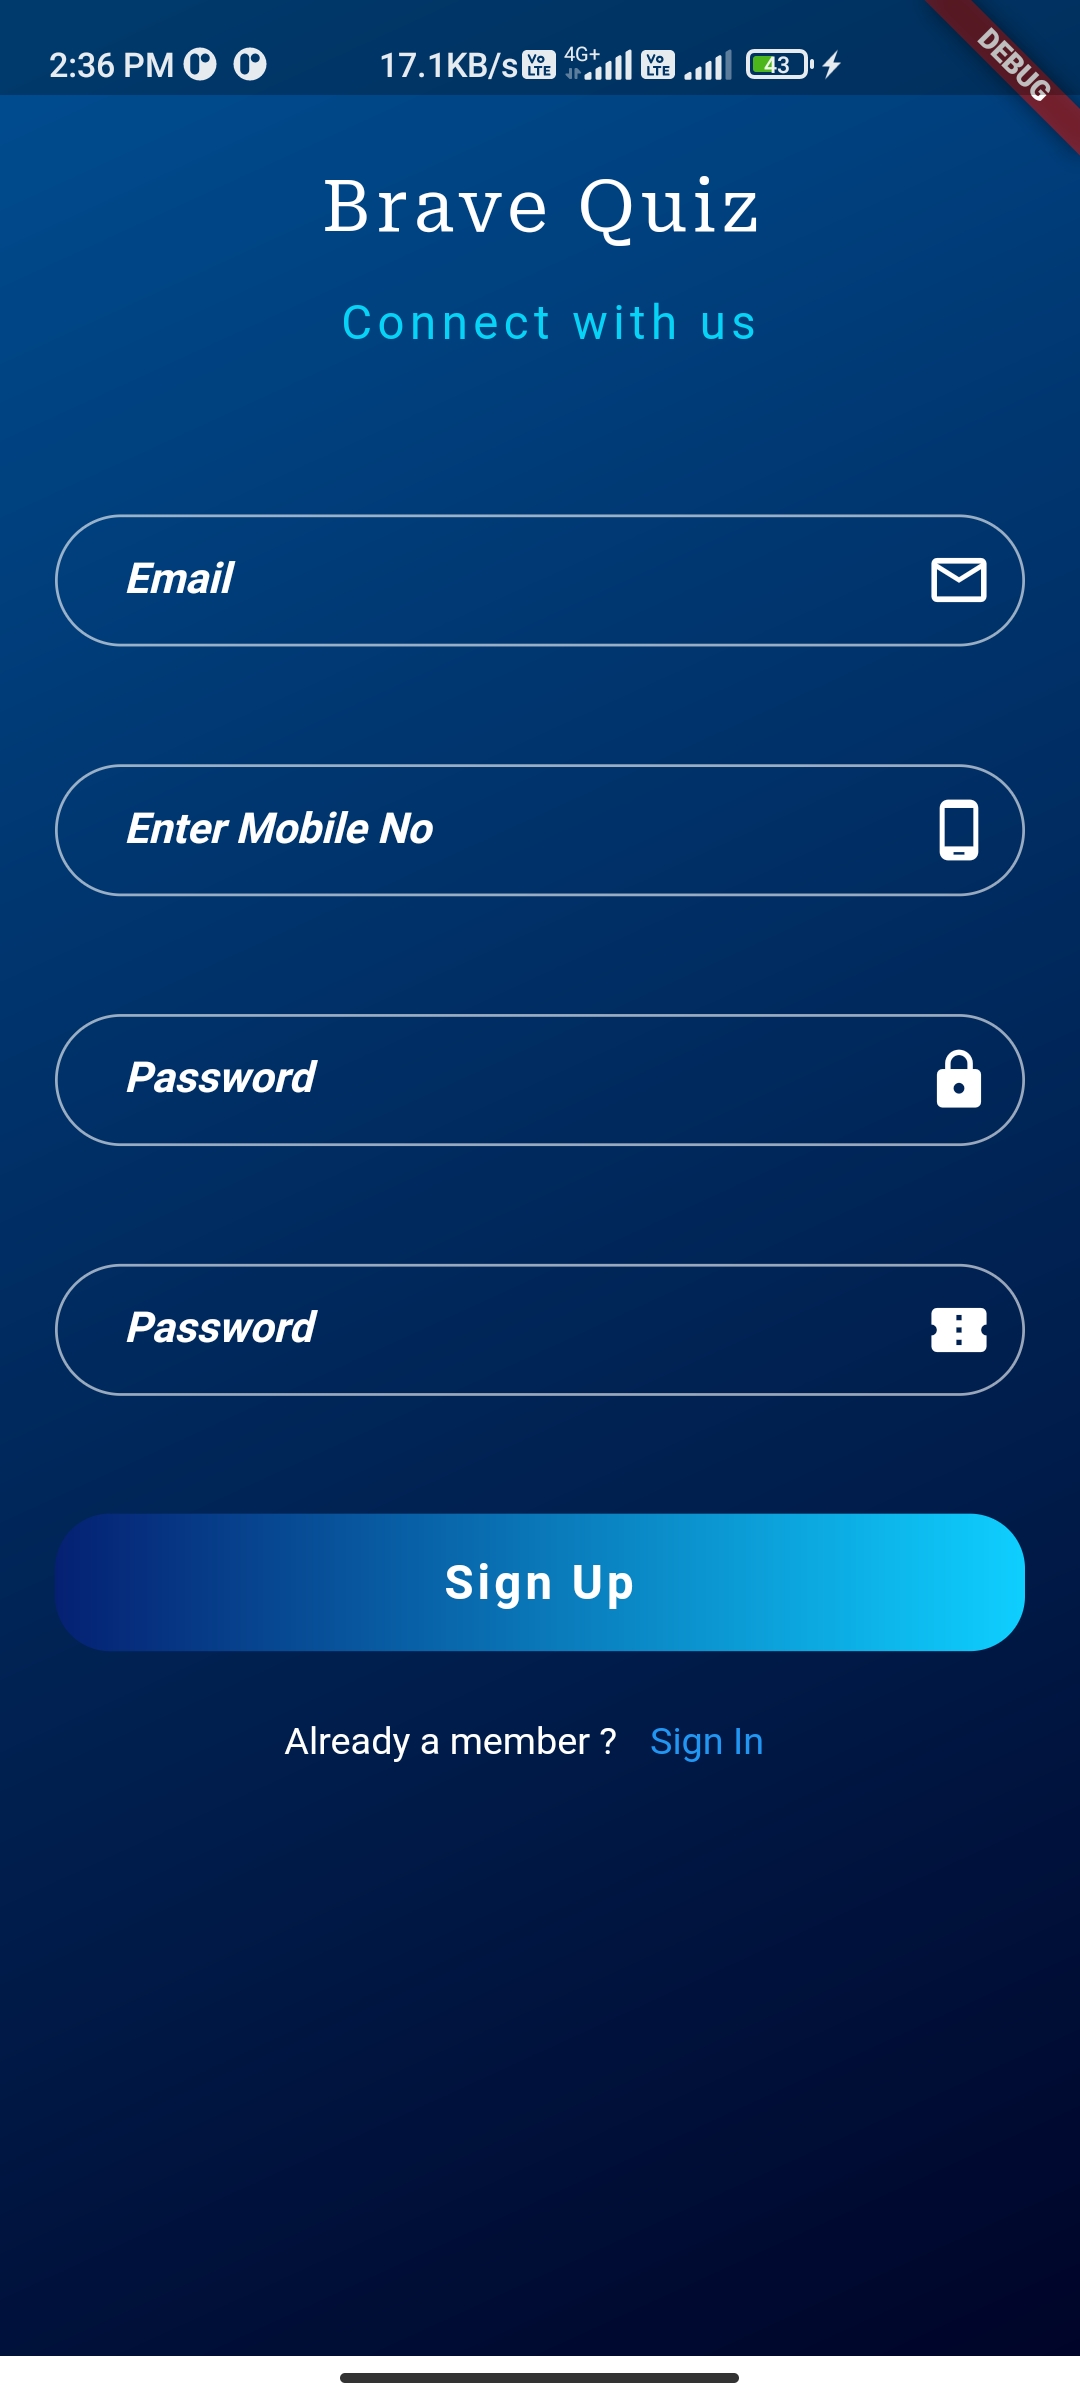 2:36 PM 17.1KB/s Vo LTE 4G+ Vo LTE 43
DEBUG
Brave Quiz
Connect with us
Email
Enter Mobile No
Password
Password
Sign Up
Already a member ? Sign In